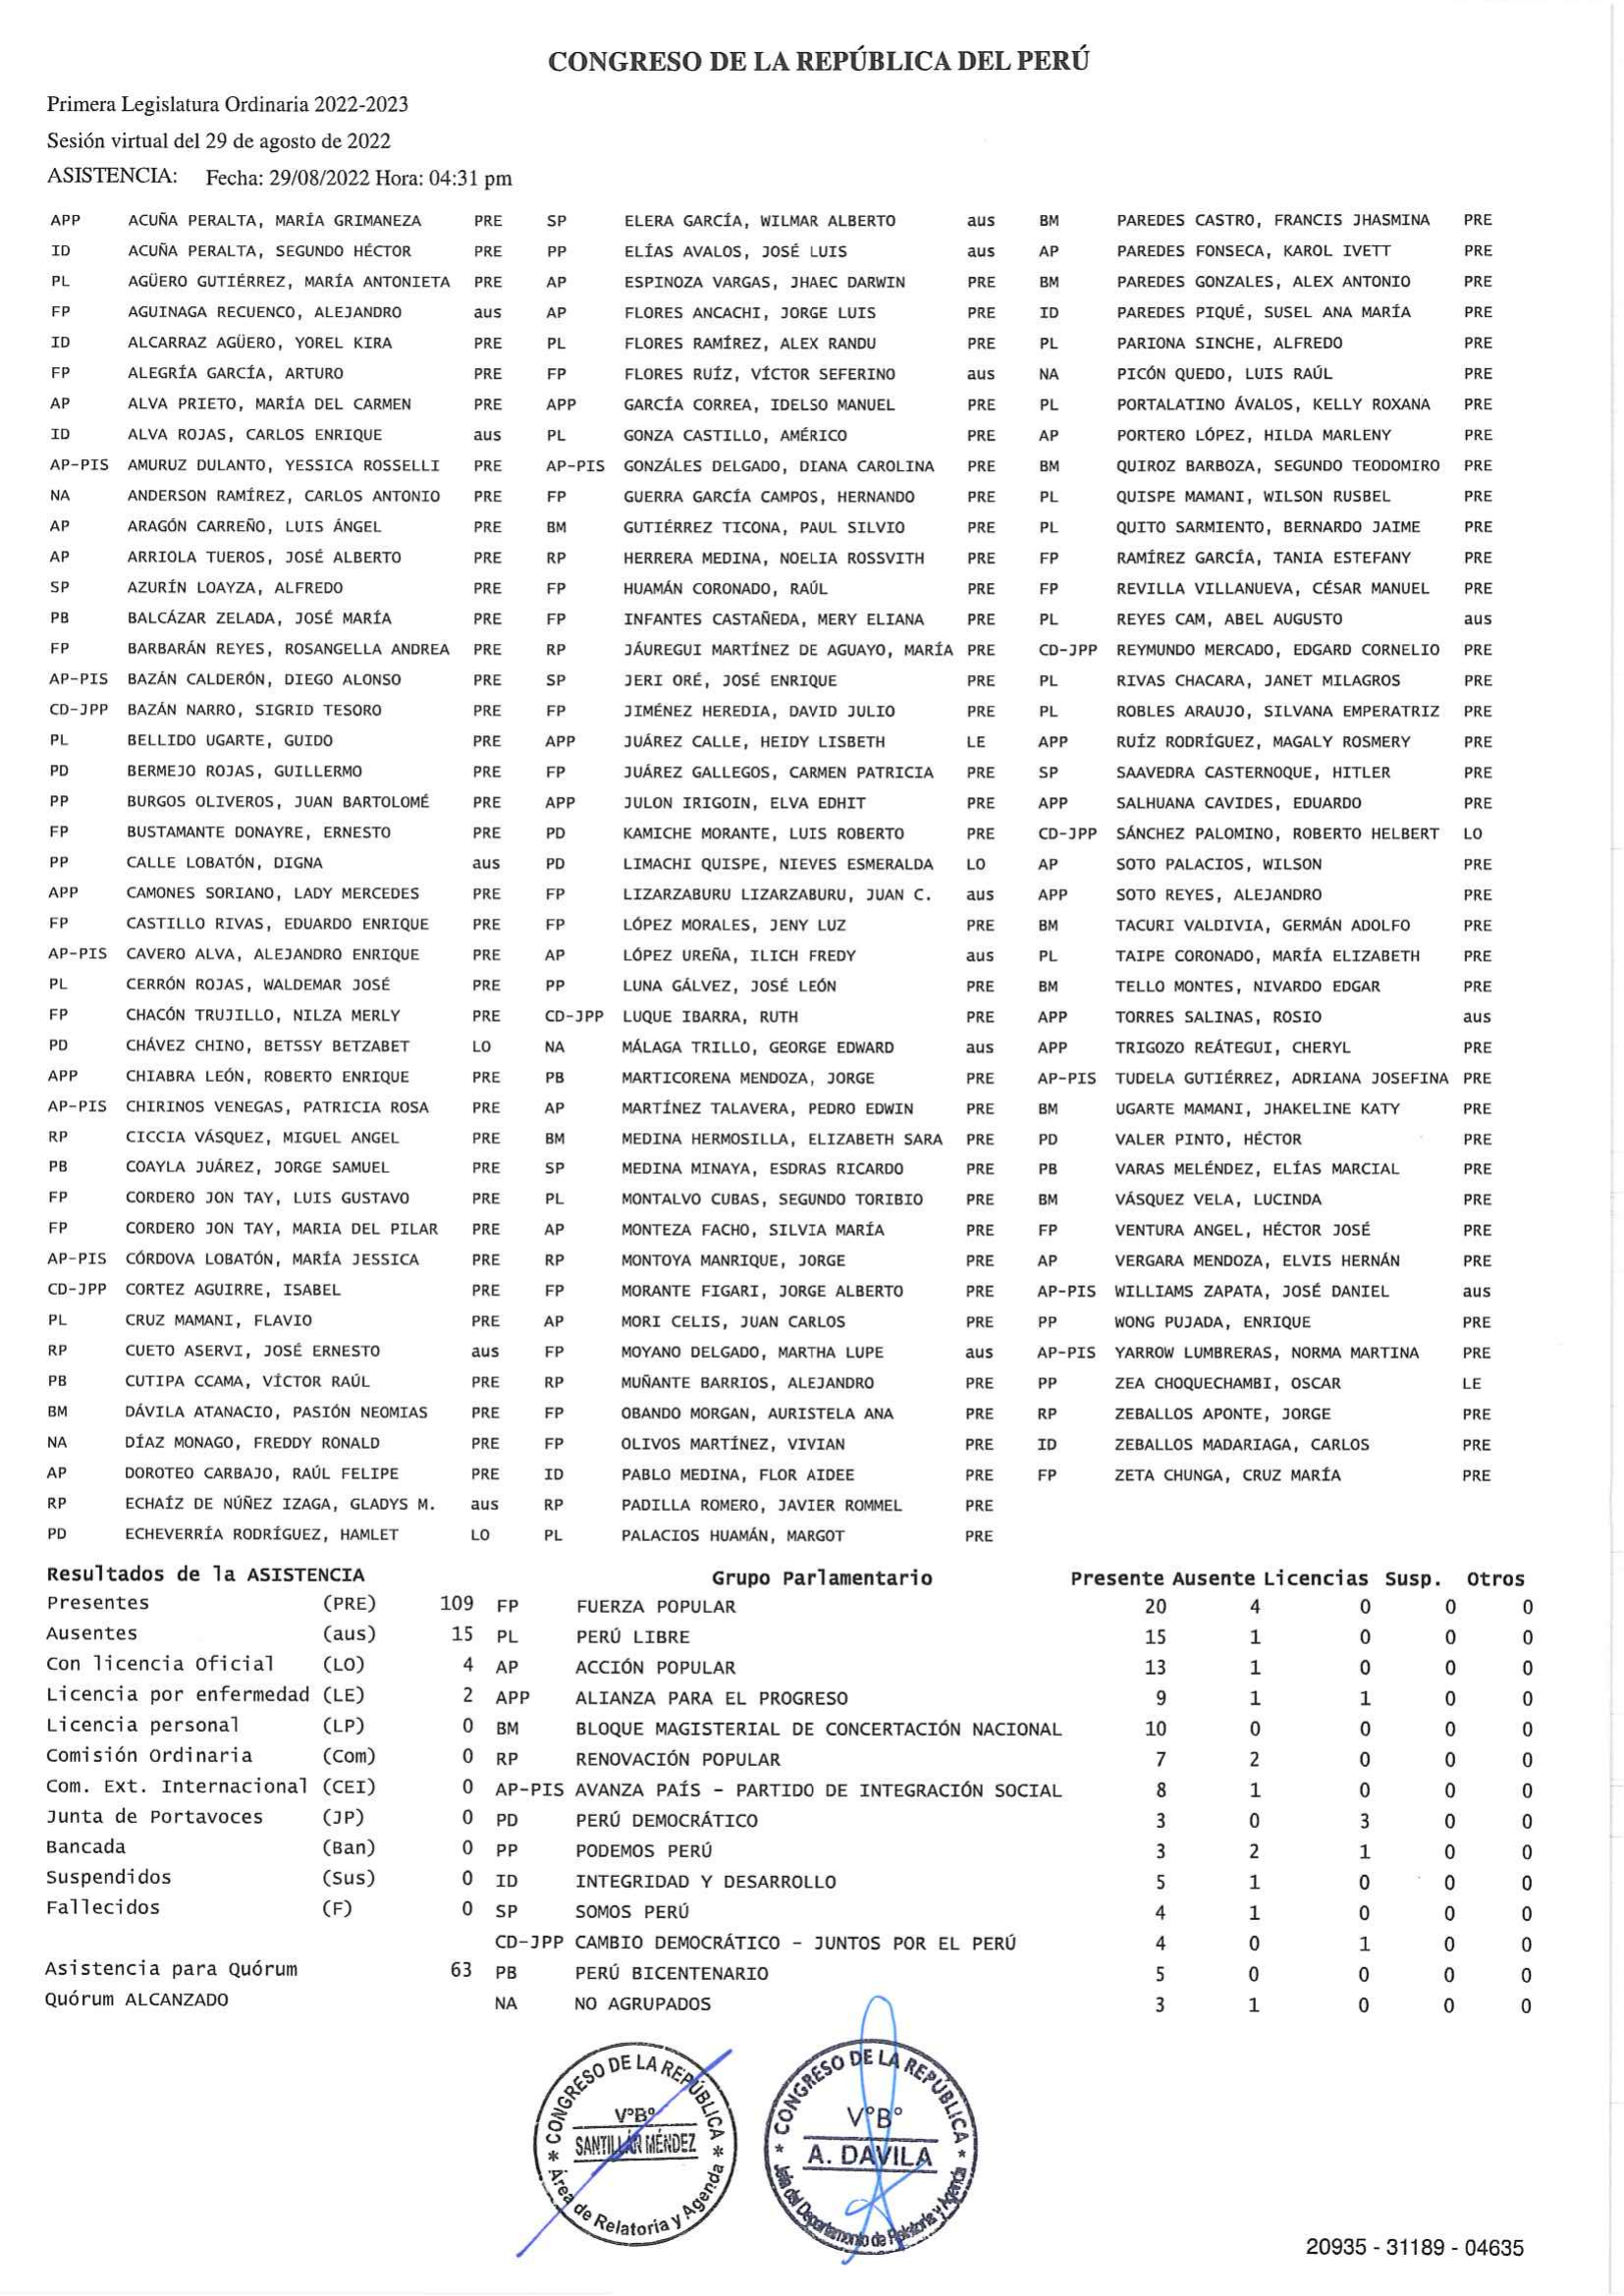 CONGRESO DE LA REPÚBLICA DEL PERÚ
Primera Legislatura Ordinaria 2022-2023
Sesión virtual del 29 de agosto de 2022
ASISTENCIA: Fecha: 29/08/2022 Hora: 04:31 pm
APP ACUÑA PERALTA, MARÍA GRIMANEZA PRE SP ELERA GARCÍA, WILMAR ALBERTO aus BM PAREDES CASTRO, FRANCIS JHASMINA PRE
ID ACUÑA PERALTA, SEGUNDO HÉCTOR PRE PP ELÍAS AVALOS, JOSÉ LUIS aus AP PAREDES FONSECA, KAROL IVETT PRE
PL AGÜERO GUTIÉRREZ, MARÍA ANTONIETA PRE AP ESPINOZA VARGAS, JHAEC DARWIN PRE BM PAREDES GONZALES, ALEX ANTONIO PRE
FP AGUINAGA RECUENCO, ALEJANDRO aus AP FLORES ANCACHI, JORGE LUIS PRE ID PAREDES PIQUÉ, SUSEL ANA MARÍA PRE
ID ALCARRAZ AGÜERO, YOREL KIRA PRE PL FLORES RAMÍREZ, ALEX RANDU PRE PL PARIONA SINCHE, ALFREDO PRE
FP ALEGRÍA GARCÍA, ARTURO PRE FP FLORES RUÍZ, VÍCTOR SEFERINO aus NA PICÓN QUEDO, LUIS RAÚL PRE
AP ALVA PRIETO, MARÍA DEL CARMEN PRE APP GARCÍA CORREA, IDELSO MANUEL PRE PL PORTALATINO ÁVALOS, KELLY ROXANA PRE
ID ALVA ROJAS, CARLOS ENRIQUE aus PL GONZA CASTILLO, AMÉRICO PRE AP PORTERO LÓPEZ, HILDA MARLENY PRE
AP-PIS AMURUZ DULANTO, YESSICA ROSSELLI PRE AP-PIS GONZÁLES DELGADO, DIANA CAROLINA PRE BM QUIROZ BARBOZA, SEGUNDO TEODOMIRO PRE
NA ANDERSON RAMÍREZ, CARLOS ANTONIO PRE FP GUERRA GARCÍA CAMPOS, HERNANDO PRE PL QUISPE MAMANI, WILSON RUSBEL PRE
AP ARAGÓN CARREÑO, LUIS ÁNGEL PRE BM GUTIÉRREZ TICONA, PAUL SILVIO PRE PL QUITO SARMIENTO, BERNARDO JAIME PRE
AP ARRIOLA TUEROS, JOSÉ ALBERTO PRE RP HERRERA MEDINA, NOELIA ROSSVITH PRE FP RAMÍREZ GARCÍA, TANIA ESTEFANY PRE
SP AZURÍN LOAYZA, ALFREDO PRE FP HUAMÁN CORONADO, RAÚL PRE FP REVILLA VILLANUEVA, CÉSAR MANUEL PRE
PB BALCÁZAR ZELADA, JOSÉ MARÍA PRE FP INFANTES CASTAÑEDA, MERY ELIANA PRE PL REYES CAM, ABEL AUGUSTO aus
FP BARBARÁN REYES, ROSANGELLA ANDREA PRE RP JÁUREGUI MARTÍNEZ DE AGUAYO, MARÍA PRE CD-JPP REYMUNDO MERCADO, EDGARD CORNELIO PRE
AP-PIS BAZÁN CALDERÓN, DIEGO ALONSO PRE SP JERI ORÉ, JOSÉ ENRIQUE PRE PL RIVAS CHACARA, JANET MILAGROS PRE
CD-JPP BAZÁN NARRO, SIGRID TESORO PRE FP JIMÉNEZ HEREDIA, DAVID JULIO PRE PL ROBLES ARAUJO, SILVANA EMPERATRIZ PRE
PL BELLIDO UGARTE, GUIDO PRE APP JUÁREZ CALLE, HEIDY LISBETH LE APP RUÍZ RODRÍGUEZ, MAGALY ROSMERY PRE
PD BERMEJO ROJAS, GUILLERMO PRE FP JUÁREZ GALLEGOS, CARMEN PATRICIA PRE SP SAAVEDRA CASTERNOQUE, HITLER PRE
PP BURGOS OLIVEROS, JUAN BARTOLOMÉ PRE APP JULON IRIGOIN, ELVA EDHIT PRE APP SALHUANA CAVIDES, EDUARDO PRE
FP BUSTAMANTE DONAYRE, ERNESTO PRE PD KAMICHE MORANTE, LUIS ROBERTO PRE CD-JPP SÁNCHEZ PALOMINO, ROBERTO HELBERT LO
PP CALLE LOBATÓN, DIGNA aus PD LIMACHI QUISPE, NIEVES ESMERALDA LO AP SOTO PALACIOS, WILSON PRE
APP CAMONES SORIANO, LADY MERCEDES PRE FP LIZARZABURU LIZARZABURU, JUAN C. aus APP SOTO REYES, ALEJANDRO PRE
FP CASTILLO RIVAS, EDUARDO ENRIQUE PRE FP LÓPEZ MORALES, JENY LUZ PRE BM TACURI VALDIVIA, GERMÁN ADOLFO PRE
AP-PIS CAVERO ALVA, ALEJANDRO ENRIQUE PRE AP LÓPEZ UREÑA, ILICH FREDY aus PL TAIPE CORONADO, MARÍA ELIZABETH PRE
PL CERRÓN ROJAS, WALDEMAR JOSÉ PRE PP LUNA GÁLVEZ, JOSÉ LEÓN PRE BM TELLO MONTES, NIVARDO EDGAR PRE
FP CHACÓN TRUJILLO, NILZA MERLY PRE CD-JPP LUQUE IBARRA, RUTH PRE APP TORRES SALINAS, ROSIO aus
PD CHÁVEZ CHINO, BETSSY BETZABET LO NA MÁLAGA TRILLO, GEORGE EDWARD aus APP TRIGOZO REÁTEGUI, CHERYL PRE
APP CHIABRA LEÓN, ROBERTO ENRIQUE PRE PB MARTICORENA MENDOZA, JORGE PRE AP-PIS TUDELA GUTIÉRREZ, ADRIANA JOSEFINA PRE
AP-PIS CHIRINOS VENEGAS, PATRICIA ROSA PRE AP MARTÍNEZ TALAVERA, PEDRO EDWIN PRE BM UGARTE MAMANI, JHAKELINE KATY PRE
RP CICCIA VÁSQUEZ, MIGUEL ANGEL PRE BM MEDINA HERMOSILLA, ELIZABETH SARA PRE PD VALER PINTO, HÉCTOR PRE
PB COAYLA JUÁREZ, JORGE SAMUEL PRE SP MEDINA MINAYA, ESDRAS RICARDO PRE PB VARAS MELÉNDEZ, ELÍAS MARCIAL PRE
FP CORDERO JON TAY, LUIS GUSTAVO PRE PL MONTALVO CUBAS, SEGUNDO TORIBIO PRE BM VÁSQUEZ VELA, LUCINDA PRE
FP CORDERO JON TAY, MARIA DEL PILAR PRE AP MONTEZA FACHO, SILVIA MARÍA PRE FP VENTURA ANGEL, HÉCTOR JOSÉ PRE
AP-PIS CÓRDOVA LOBATÓN, MARÍA JESSICA PRE RP MONTOYA MANRIQUE, JORGE PRE AP VERGARA MENDOZA, ELVIS HERNÁN PRE
CD-JPP CORTEZ AGUIRRE, ISABEL PRE FP MORANTE FIGARI, JORGE ALBERTO PRE AP-PIS WILLIAMS ZAPATA, JOSÉ DANIEL aus
PL CRUZ MAMANI, FLAVIO PRE AP MORI CELIS, JUAN CARLOS PRE PP WONG PUJADA, ENRIQUE PRE
RP CUETO ASERVI, JOSÉ ERNESTO aus FP MOYANO DELGADO, MARTHA LUPE aus AP-PIS YARROW LUMBRERAS, NORMA MARTINA PRE
PB CUTIPA CCAMA, VÍCTOR RAÚL PRE RP MUÑANTE BARRIOS, ALEJANDRO PRE PP ZEA CHOQUECHAMBI, OSCAR LE
BM DÁVILA ATANACIO, PASIÓN NEOMIAS PRE FP OBANDO MORGAN, AURISTELA ANA PRE RP ZEBALLOS APONTE, JORGE PRE
NA DÍAZ MONAGO, FREDDY RONALD PRE FP OLIVOS MARTÍNEZ, VIVIAN PRE ID ZEBALLOS MADARIAGA, CARLOS PRE
AP DOROTEO CARBAJO, RAÚL FELIPE PRE ID PABLO MEDINA, FLOR AIDEE PRE FP ZETA CHUNGA, CRUZ MARÍA PRE
RP ECHAÍZ DE NÚÑEZ IZAGA, GLADYS M. aus RP PADILLA ROMERO, JAVIER ROMMEL PRE
PD ECHEVERRÍA RODRÍGUEZ, HAMLET LO PL PALACIOS HUAMÁN, MARGOT PRE
Resultados de la ASISTENCIA Grupo Parlamentario Presente Ausente Licencias Susp. Otros
Presentes (PRE) 109 FP FUERZA POPULAR 20 4 0 0 0
Ausentes (aus) 15 PL PERÚ LIBRE 15 1 0 0 0
Con licencia Oficial (LO) 4 AP ACCIÓN POPULAR 13 1 0 0 0
Licencia por enfermedad (LE) 2 APP ALIANZA PARA EL PROGRESO 9 1 1 0 0
Licencia personal (LP) 0 BM BLOQUE MAGISTERIAL DE CONCERTACIÓN NACIONAL 10 0 0 0 0
Comisión Ordinaria (Com) 0 RP RENOVACIÓN POPULAR 7 2 0 0 0
Com. Ext. Internacional (CEI) 0 AP-PIS AVANZA PAÍS - PARTIDO DE INTEGRACIÓN SOCIAL 8 1 0 0 0
Junta de Portavoces (JP) 0 PD PERÚ DEMOCRÁTICO 3 0 3 0 0
Bancada (Ban) 0 PP PODEMOS PERÚ 3 2 1 0 0
Suspendidos (Sus) 0 ID INTEGRIDAD Y DESARROLLO 5 1 0 0 0
Fallecidos (F) 0 SP SOMOS PERÚ 4 1 0 0 0
CD-JPP CAMBIO DEMOCRÁTICO - JUNTOS POR EL PERÚ 4 0 1 0 0
Asistencia para Quórum 63 PB PERÚ BICENTENARIO 5 0 0 0 0
Quórum ALCANZADO NA NO AGRUPADOS 3 1 0 0 0
* CONGRESO DE LA REPÚBLICA *
V°B°
SANTILLÁN MÉNDEZ
Área de Relatoría y Agenda
* CONGRESO DE LA REPÚBLICA *
V°B°
A. DAVILA
Jefa del Departamento de Relatoría y Agenda
20935 - 31189 - 04635